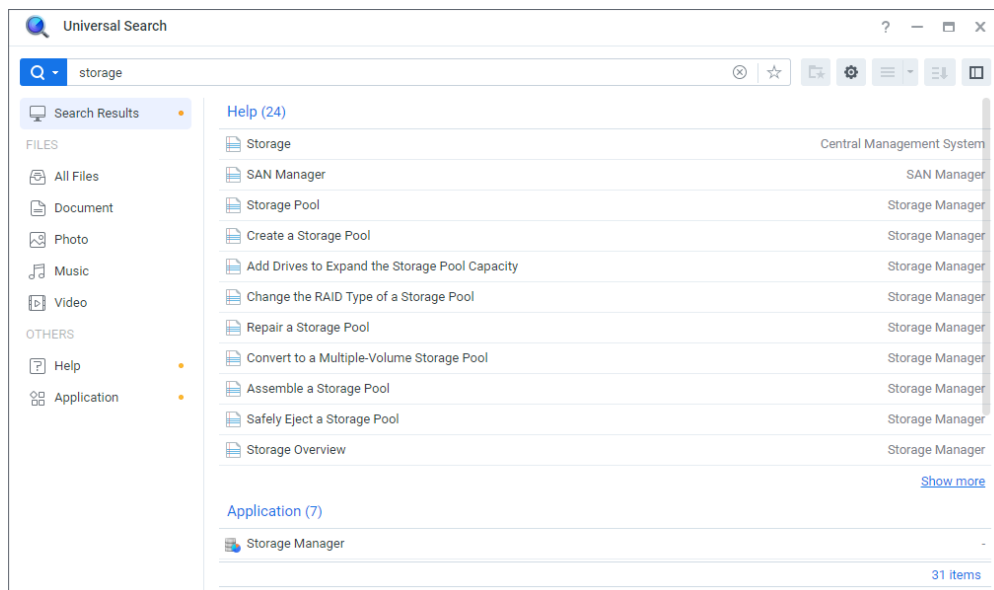 Universal Search
storage
Search Results
FILES
All Files
Document
Photo
Music
Video
OTHERS
Help
Application
Help (24)
Storage Central Management System
SAN Manager SAN Manager
Storage Pool Storage Manager
Create a Storage Pool Storage Manager
Add Drives to Expand the Storage Pool Capacity Storage Manager
Change the RAID Type of a Storage Pool Storage Manager
Repair a Storage Pool Storage Manager
Convert to a Multiple-Volume Storage Pool Storage Manager
Assemble a Storage Pool Storage Manager
Safely Eject a Storage Pool Storage Manager
Storage Overview Storage Manager
Show more
Application (7)
Storage Manager -
31 items